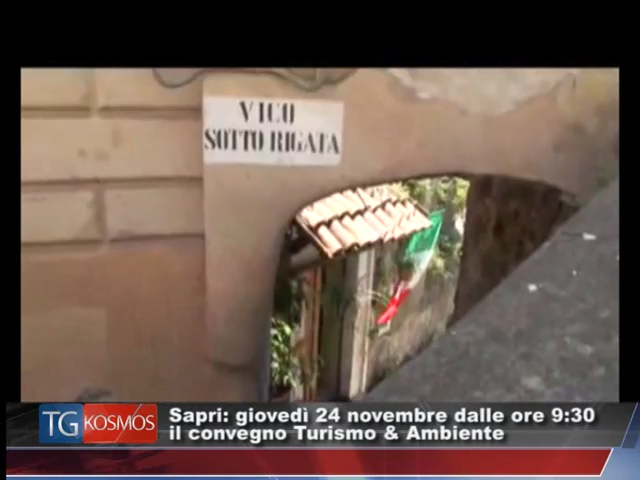 VICO
SOTTO RIGATA
TG KOSMOS
Sapri: giovedì 24 novembre dalle ore 9:30
il convegno Turismo & Ambiente